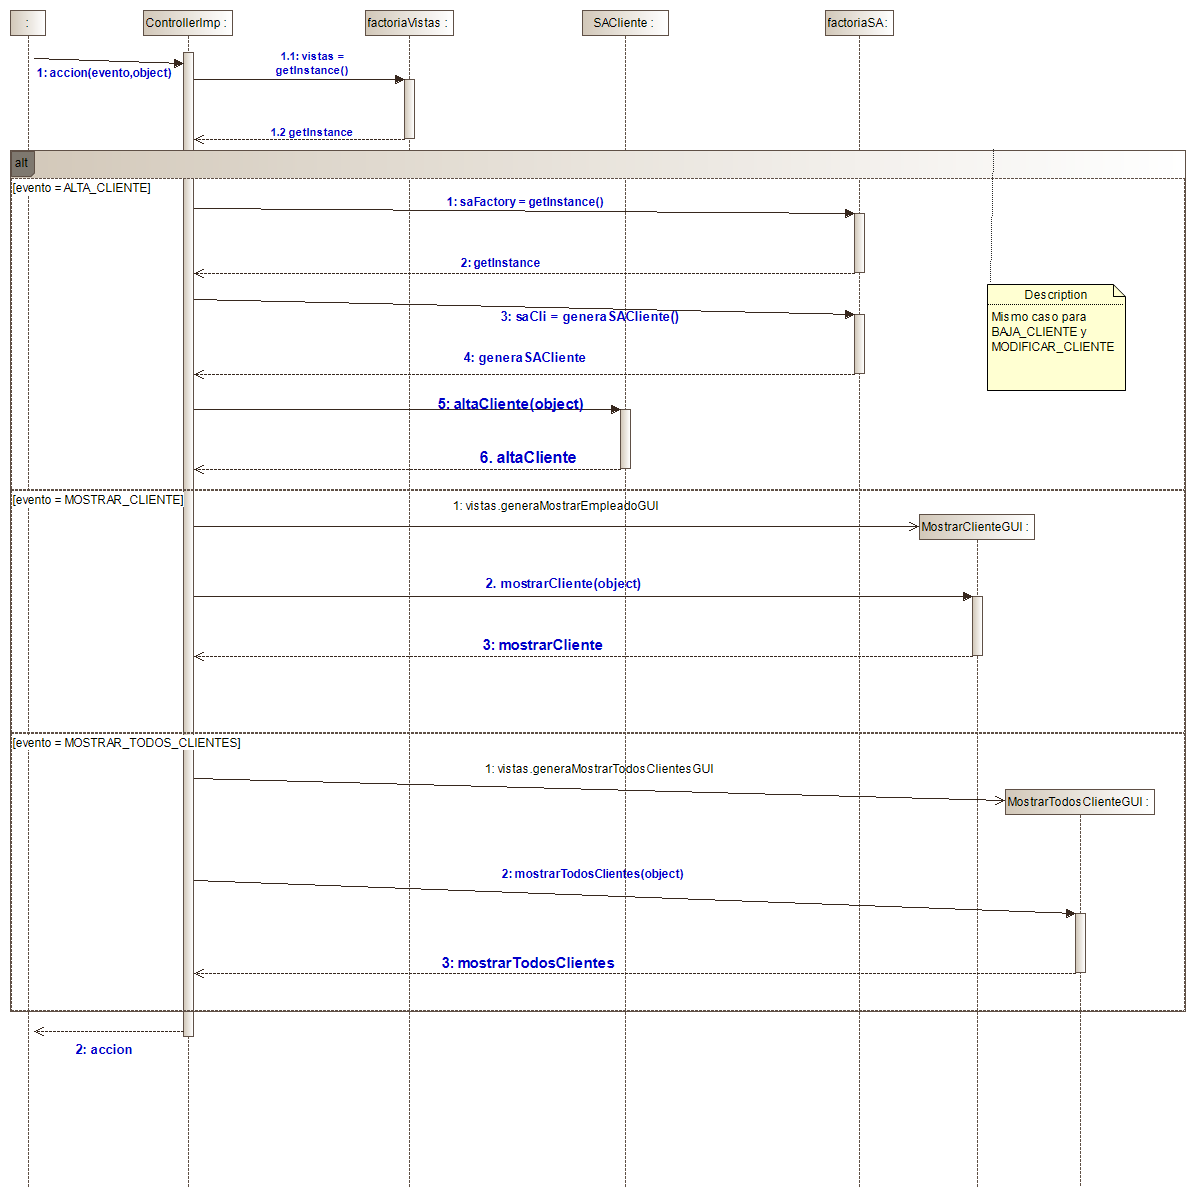 :
ControllerImp :
factoriaVistas :
SACliente :
factoriaSA:
1: accion(evento,object)
1.1: vistas =
getInstance()
1.2 getInstance
alt
[evento = ALTA_CLIENTE]
1: saFactory = getInstance()
2: getInstance
3: saCli = generaSACliente()
4: generaSACliente
5: altaCliente(object)
6. altaCliente
Description
Mismo caso para
BAJA_CLIENTE y
MODIFICAR_CLIENTE
[evento = MOSTRAR_CLIENTE]
1: vistas.generaMostrarEmpleadoGUI
MostrarClienteGUI :
2. mostrarCliente(object)
3: mostrarCliente
[evento = MOSTRAR_TODOS_CLIENTES]
1: vistas.generaMostrarTodosClientesGUI
MostrarTodosClienteGUI :
2: mostrarTodosClientes(object)
3: mostrarTodosClientes
2: accion